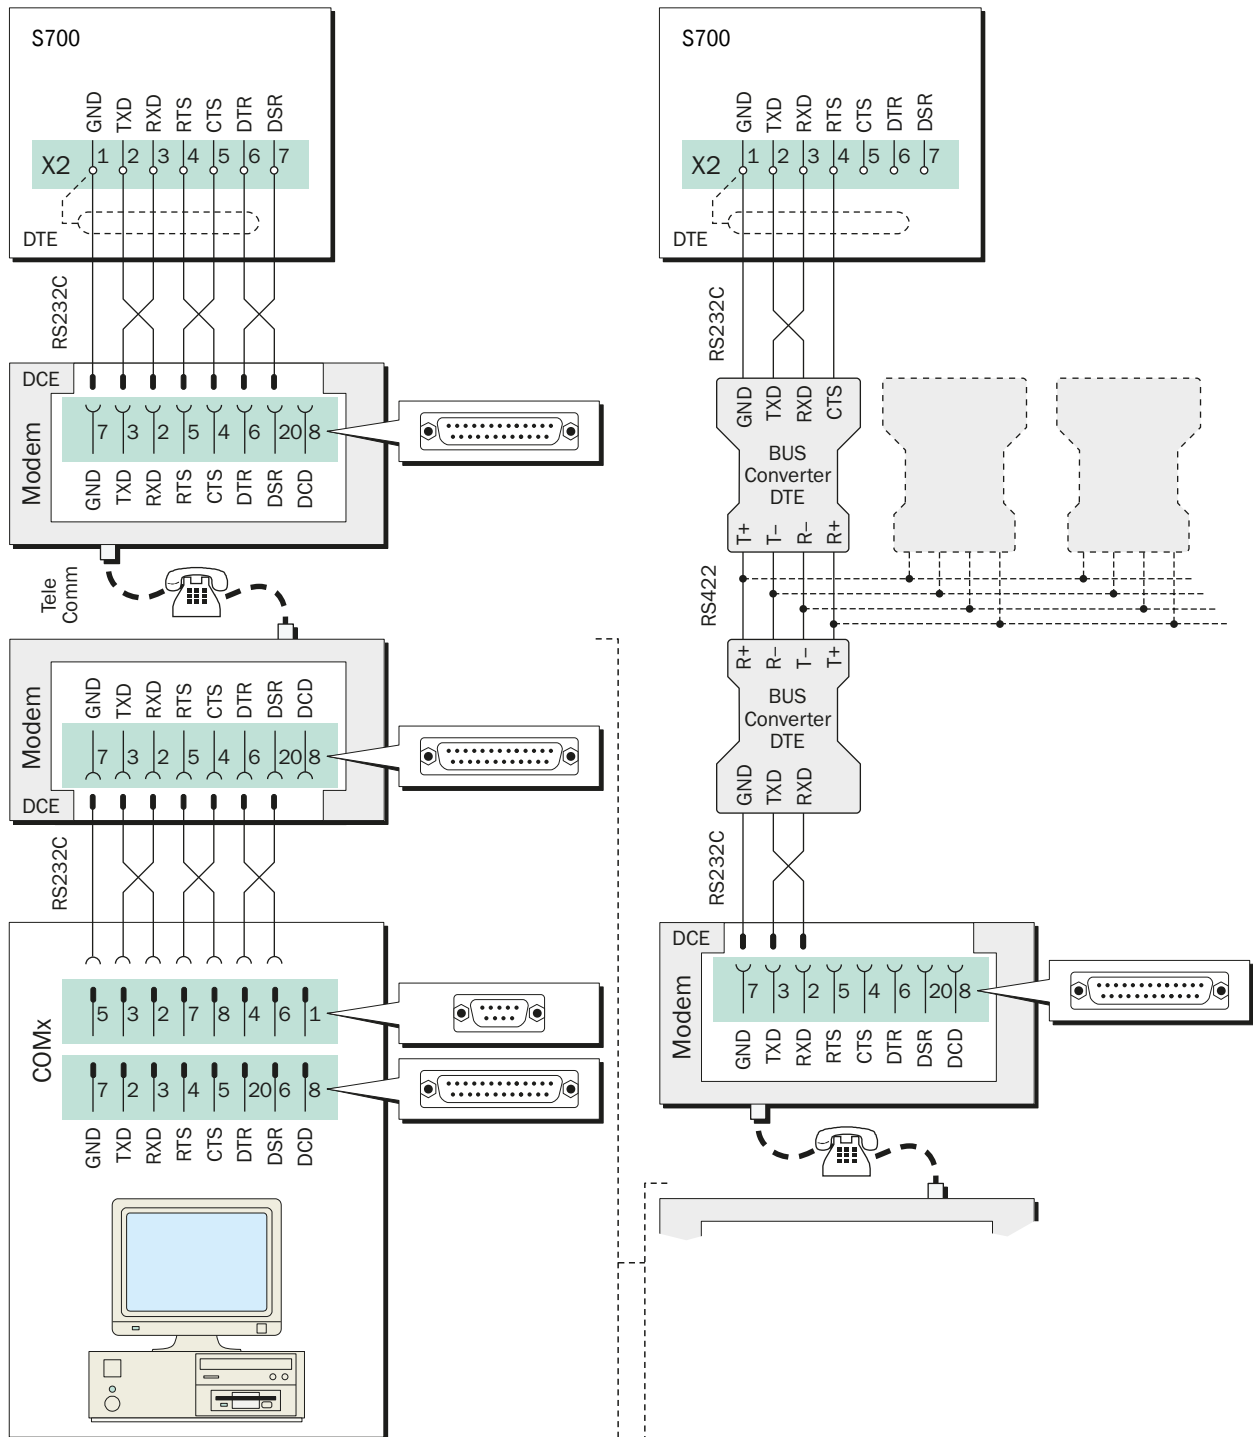 S700
GND TXD RXD RTS CTS DTR DSR
X2 1 2 3 4 5 6 7
DTE
RS232C
DCE
Modem
7 3 2 5 4 6 20 8
GND TXD RXD RTS CTS DTR DSR DCD
Tele
Comm
Modem
GND TXD RXD RTS CTS DTR DSR DCD
7 3 2 5 4 6 20 8
DCE
RS232C
COMx
5 3 2 7 8 4 6 1
7 2 3 4 5 20 6 8
GND TXD RXD RTS CTS DTR DSR DCD
S700
GND TXD RXD RTS CTS DTR DSR
X2 1 2 3 4 5 6 7
DTE
RS232C
GND TXD RXD CTS
BUS
Converter
DTE
T+ T– R– R+
RS422
R+ R– T– T+
BUS
Converter
DTE
GND TXD RXD
RS232C
DCE
Modem
7 3 2 5 4 6 20 8
GND TXD RXD RTS CTS DTR DSR DCD